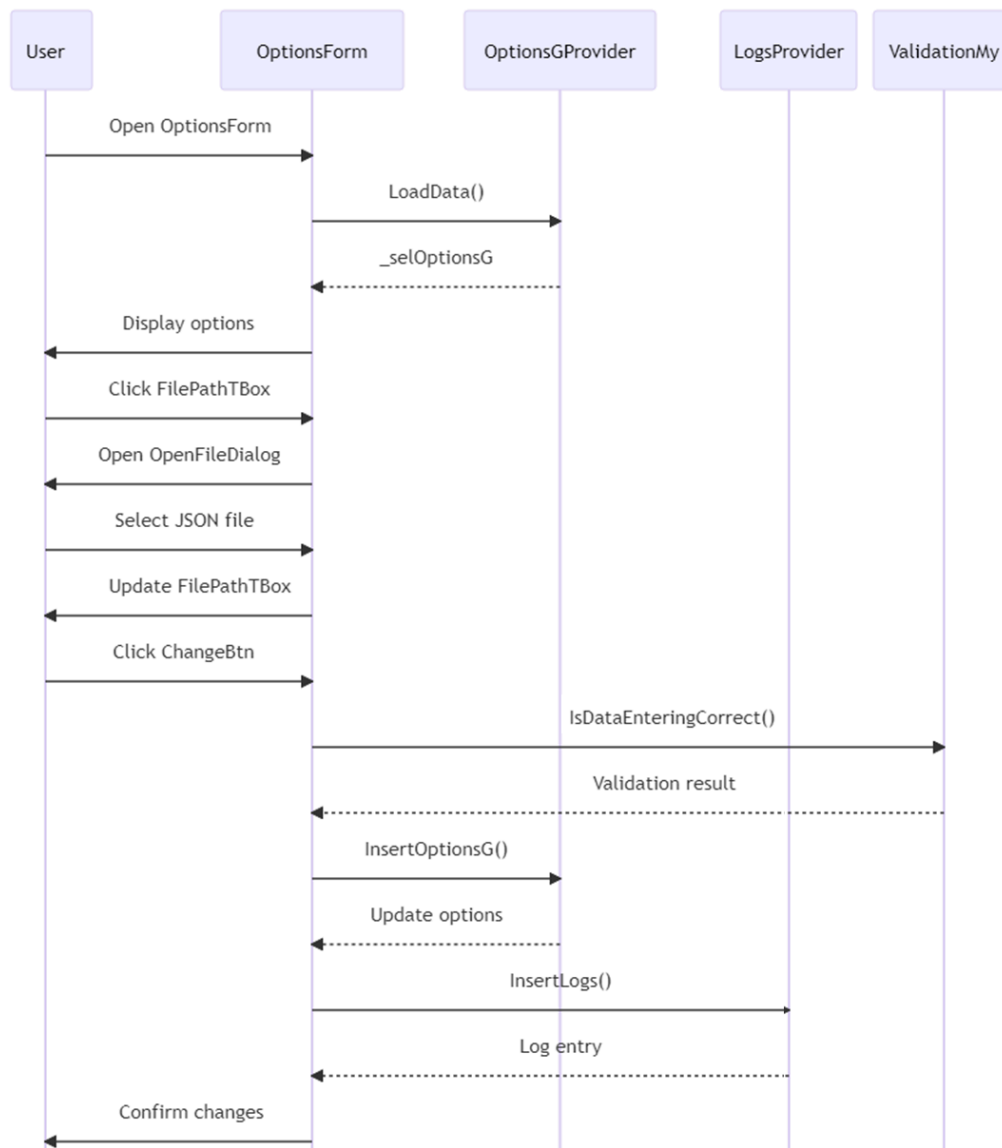 User
OptionsForm
OptionsGProvider
LogsProvider
ValidationMy
Open OptionsForm
LoadData()
_selOptionsG
Display options
Click FilePathTBox
Open OpenFileDialog
Select JSON file
Update FilePathTBox
Click ChangeBtn
IsDataEnteringCorrect()
Validation result
InsertOptionsG()
Update options
InsertLogs()
Log entry
Confirm changes